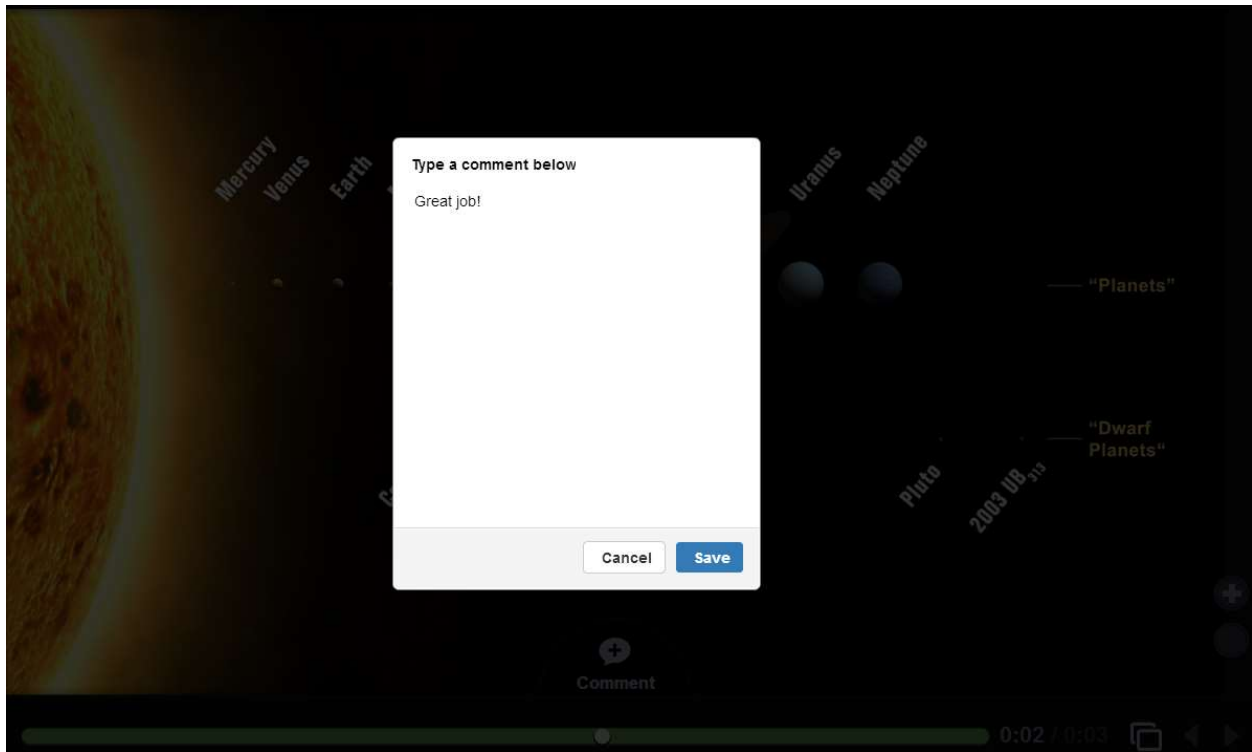 Mercury
Venus
Earth
Uranus
Neptune
Type a comment below
Great job!
“Planets”
“Dwarf
Planets“
Pluto
2003 UB313
Cancel
Save
Comment
0:02 / 0:03